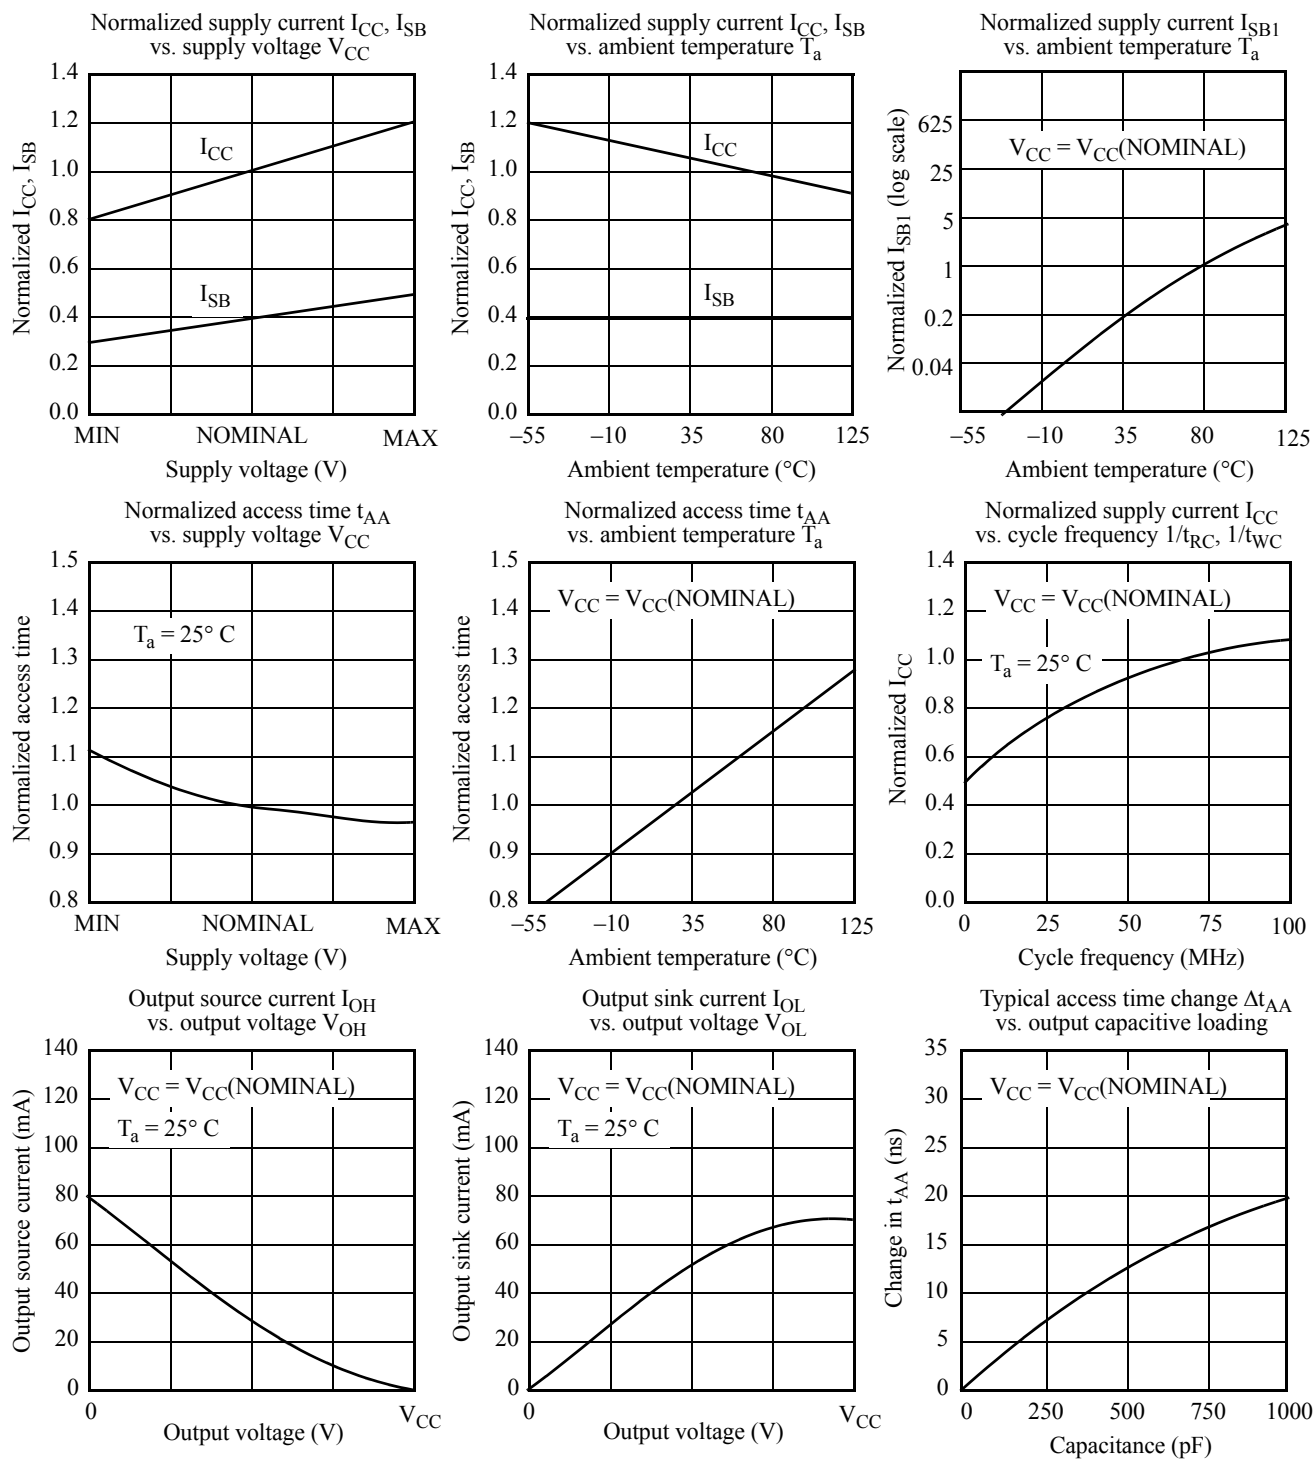 Normalized supply current I_CC, I_SB
vs. supply voltage V_CC
1.4
1.2
1.0
0.8
0.6
0.4
0.2
0.0
Normalized I_CC, I_SB
I_CC
I_SB
MIN NOMINAL MAX
Supply voltage (V)
Normalized supply current I_CC, I_SB
vs. ambient temperature T_a
1.4
1.2
1.0
0.8
0.6
0.4
0.2
0.0
Normalized I_CC, I_SB
I_CC
I_SB
–55 –10 35 80 125
Ambient temperature (°C)
Normalized supply current I_SB1
vs. ambient temperature T_a
625
25
5
1
0.2
0.04
Normalized I_SB1 (log scale)
V_CC = V_CC(NOMINAL)
–55 –10 35 80 125
Ambient temperature (°C)
Normalized access time t_AA
vs. supply voltage V_CC
1.5
1.4
1.3
1.2
1.1
1.0
0.9
0.8
Normalized access time
T_a = 25° C
MIN NOMINAL MAX
Supply voltage (V)
Normalized access time t_AA
vs. ambient temperature T_a
1.5
1.4
1.3
1.2
1.1
1.0
0.9
0.8
Normalized access time
V_CC = V_CC(NOMINAL)
–55 –10 35 80 125
Ambient temperature (°C)
Normalized supply current I_CC
vs. cycle frequency 1/t_RC, 1/t_WC
1.4
1.2
1.0
0.8
0.6
0.4
0.2
0.0
Normalized I_CC
V_CC = V_CC(NOMINAL)
T_a = 25° C
0 25 50 75 100
Cycle frequency (MHz)
Output source current I_OH
vs. output voltage V_OH
140
120
100
80
60
40
20
0
Output source current (mA)
V_CC = V_CC(NOMINAL)
T_a = 25° C
0 V_CC
Output voltage (V)
Output sink current I_OL
vs. output voltage V_OL
140
120
100
80
60
40
20
0
Output sink current (mA)
V_CC = V_CC(NOMINAL)
T_a = 25° C
0 V_CC
Output voltage (V)
Typical access time change Δt_AA
vs. output capacitive loading
35
30
25
20
15
10
5
0
Change in t_AA (ns)
V_CC = V_CC(NOMINAL)
0 250 500 750 1000
Capacitance (pF)